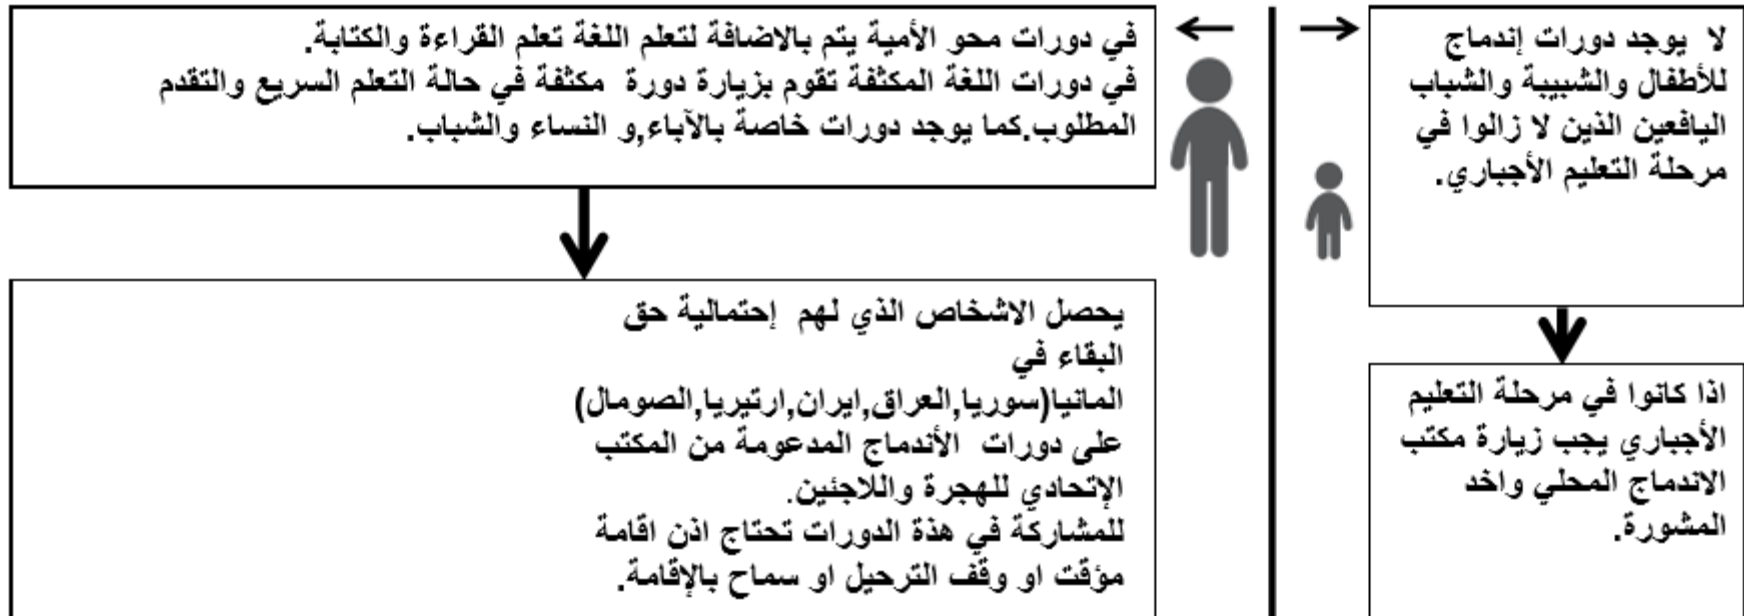 لا يوجد دورات إندماج
للأطفال والشبيبة والشباب
اليافعين الذين لا زالوا في
مرحلة التعليم الأجباري.
اذا كانوا في مرحلة التعليم
الأجباري يجب زيارة مكتب
الاندماج المحلي واخد
المشورة.
في دورات محو الأمية يتم بالاضافة لتعلم اللغة تعلم القراءة والكتابة.
في دورات اللغة المكثفة تقوم بزيارة دورة مكثفة في حالة التعلم السريع والتقدم
المطلوب.كما يوجد دورات خاصة بالآباء,و النساء والشباب.
يحصل الاشخاص الذي لهم إحتمالية حق
البقاء في
المانيا(سوريا,العراق,ايران,ارتيريا,الصومال)
على دورات الأندماج المدعومة من المكتب
الإتحادي للهجرة واللاجئين.
للمشاركة في هذة الدورات تحتاج اذن اقامة
مؤقت او وقف الترحيل او سماح بالإقامة.